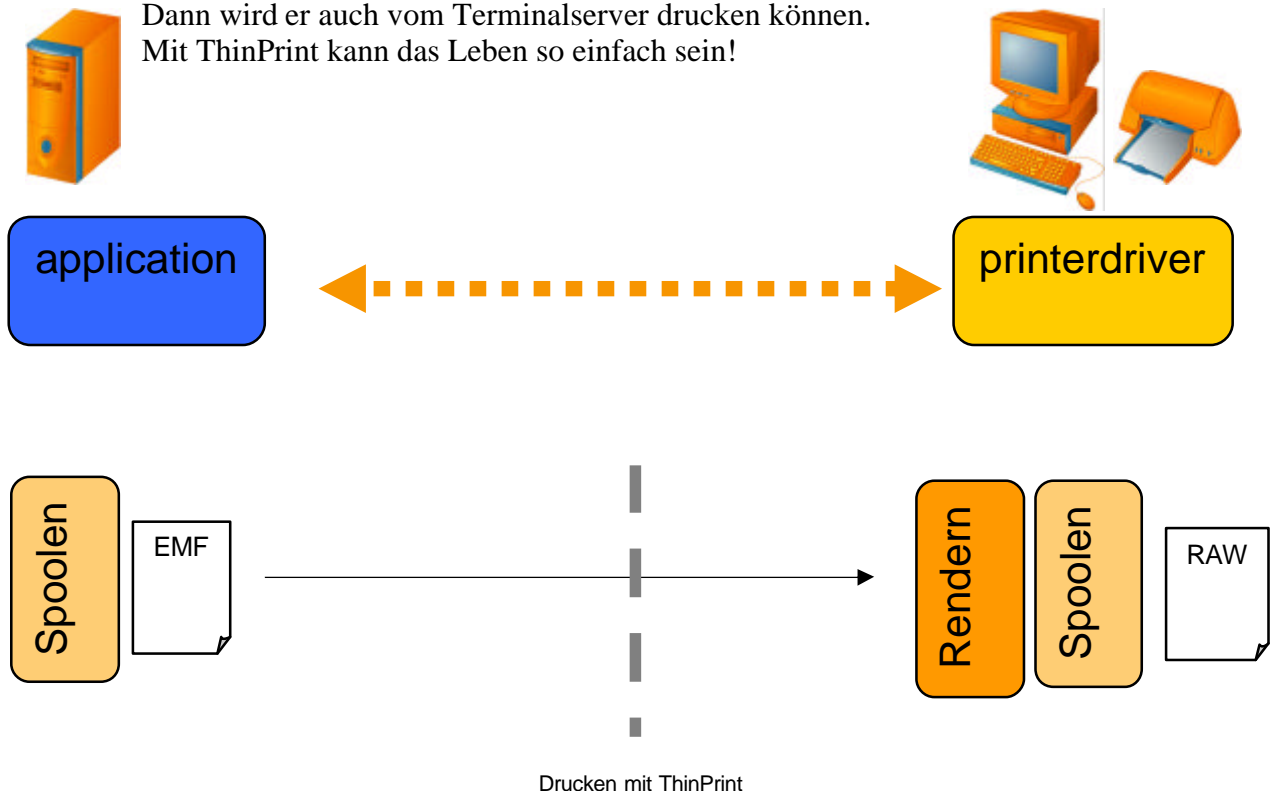 Dann wird er auch vom Terminalserver drucken können.
Mit ThinPrint kann das Leben so einfach sein!
application
printerdriver
Spoolen
EMF
Rendern
Spoolen
RAW
Drucken mit ThinPrint